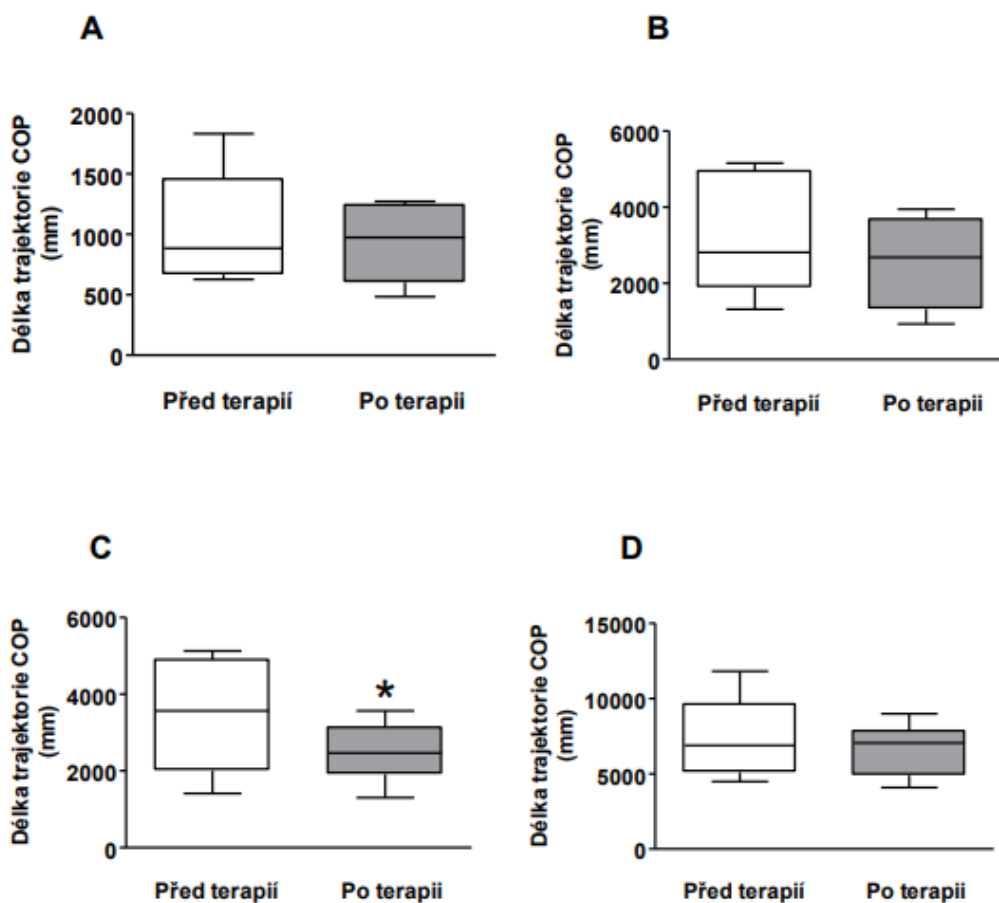 A
Délka trajektorie COP
(mm)
2000
1500
1000
500
0
Před terapií
Po terapii
B
Délka trajektorie COP
(mm)
6000
4000
2000
0
Před terapií
Po terapii
C
Délka trajektorie COP
(mm)
6000
4000
2000
0
*
Před terapií
Po terapii
D
Délka trajektorie COP
(mm)
15000
10000
5000
0
Před terapií
Po terapii